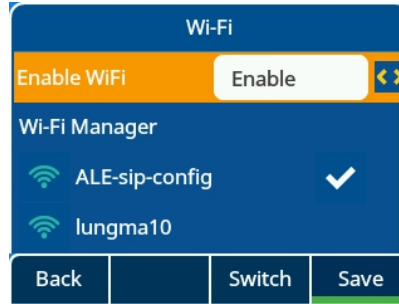 Wi-Fi
Enable WiFi Enable < >
Wi-Fi Manager
ALE-sip-config
lungma10
Back Switch Save